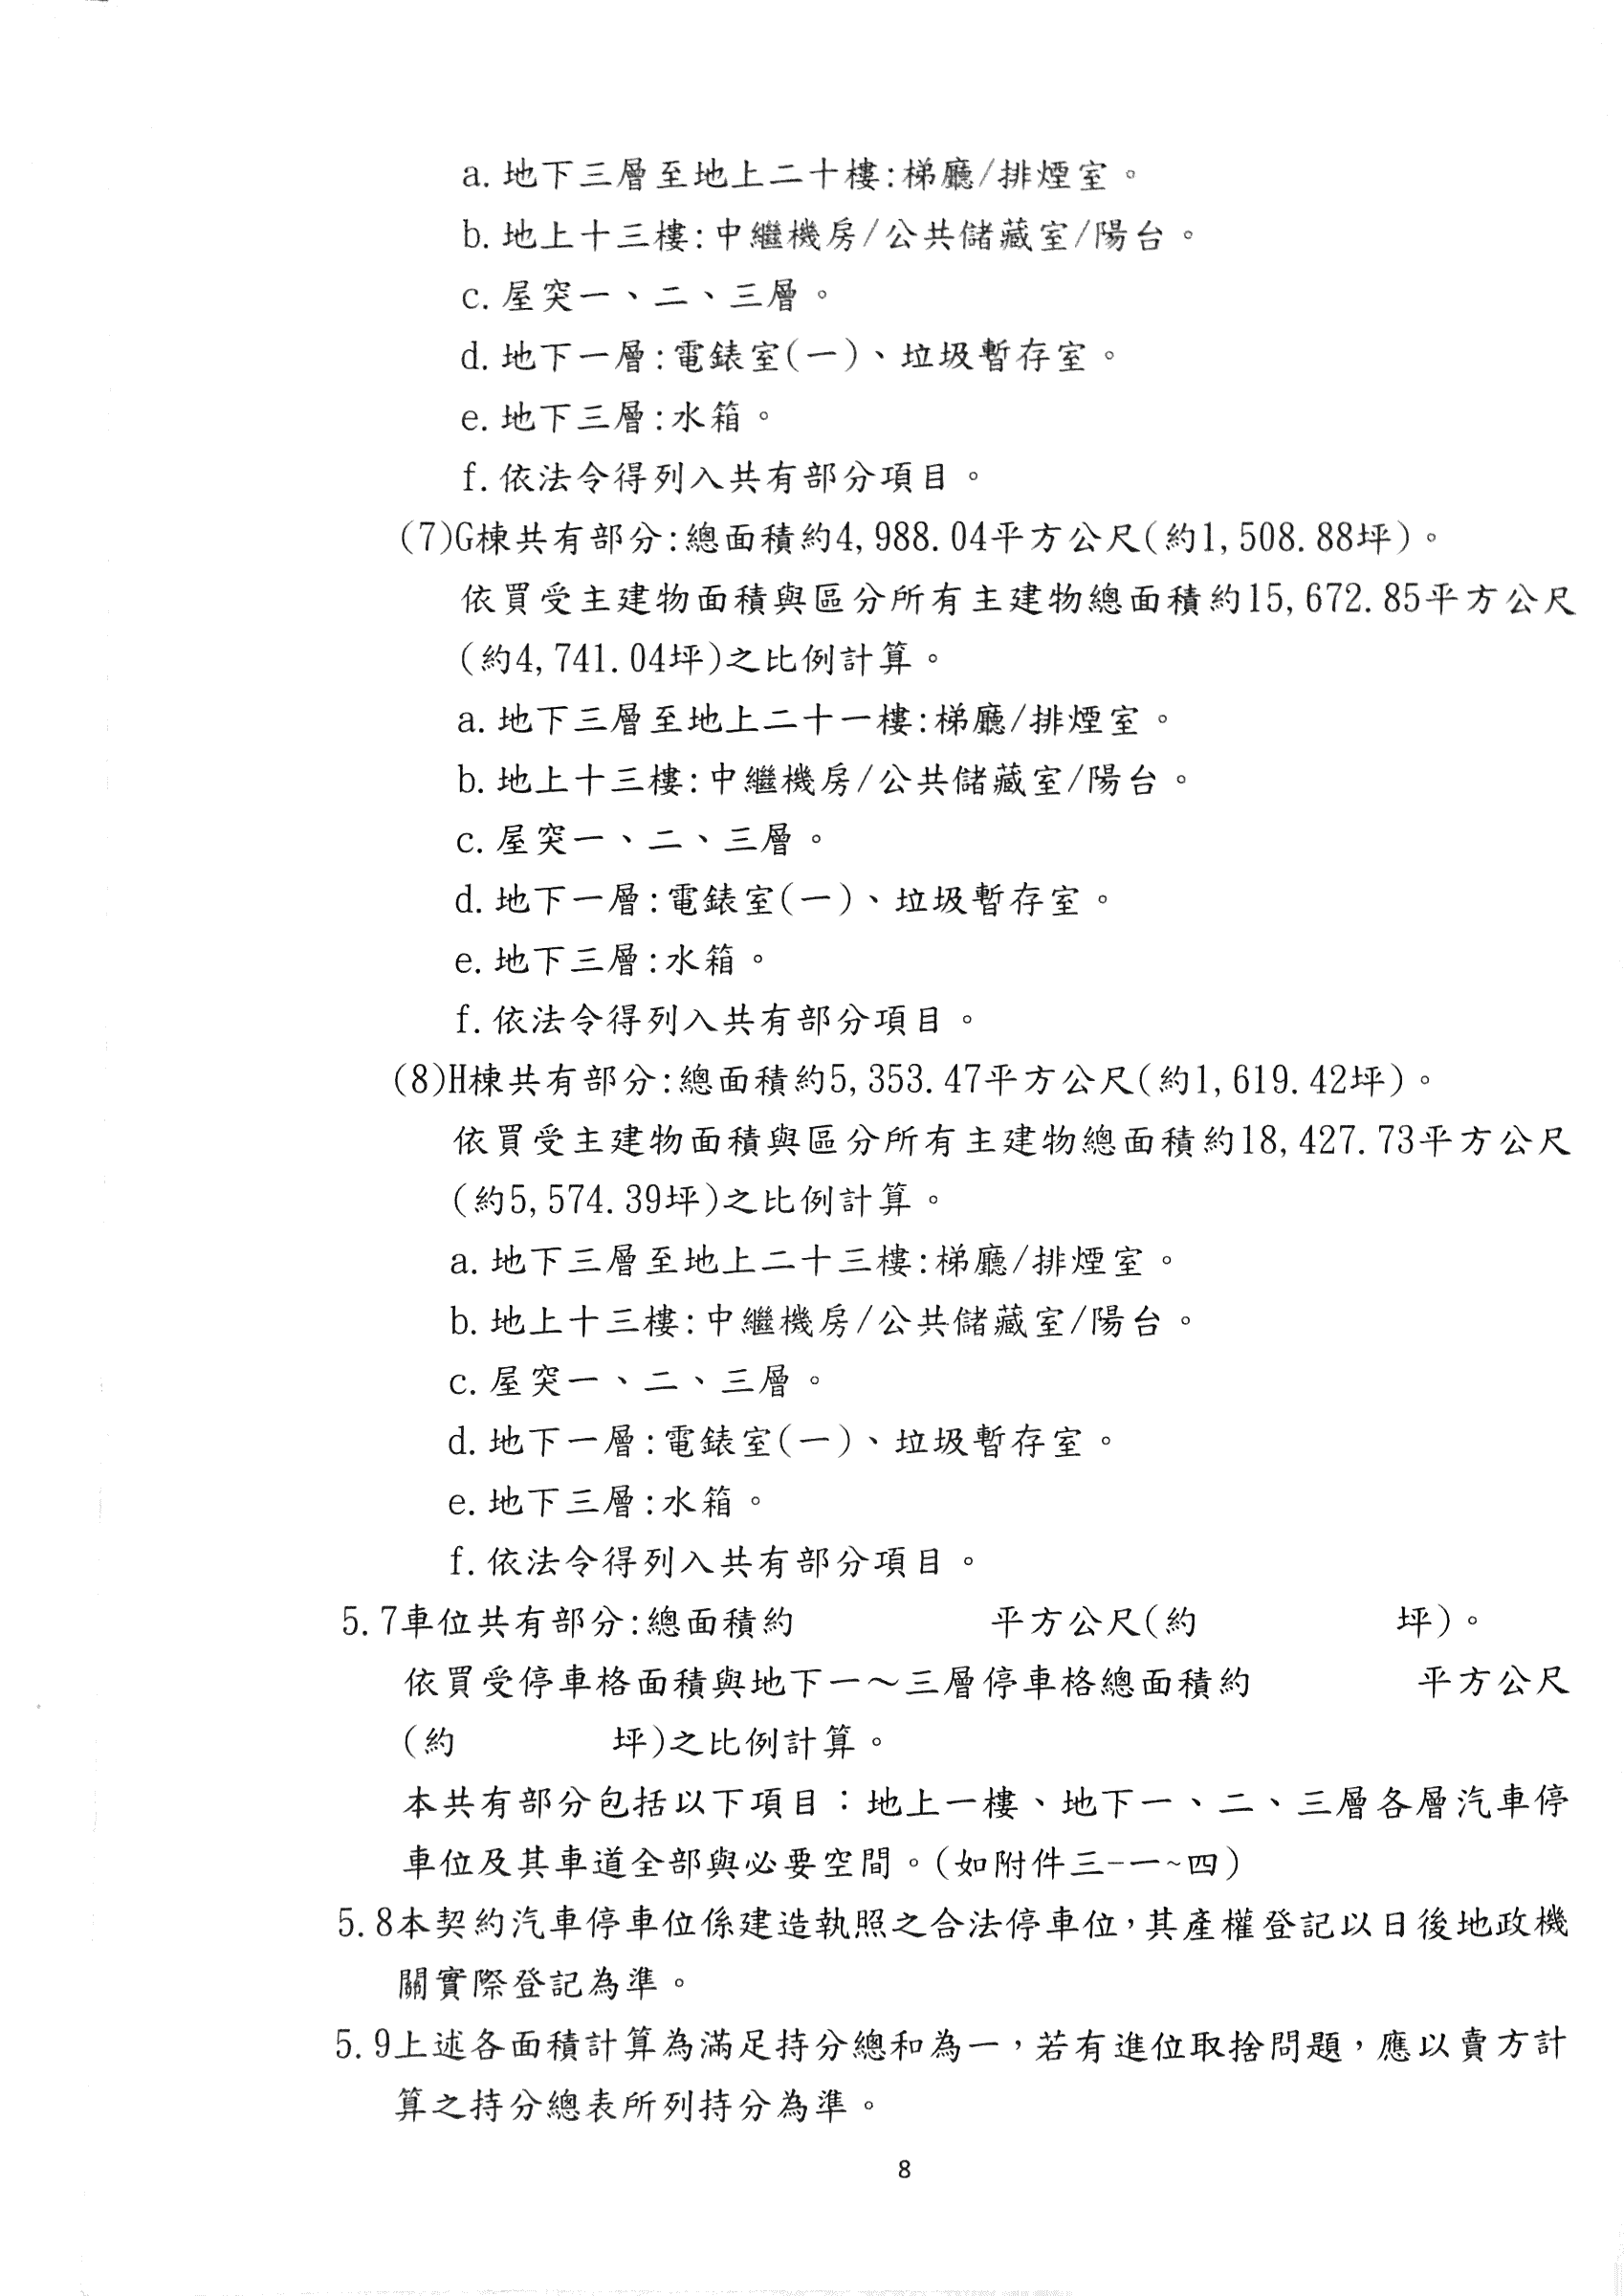 a. 地下三層至地上二十樓:梯廳/排煙室。
b. 地上十三樓:中繼機房/公共儲藏室/陽台。
c. 屋突一、二、三層。
d. 地下一層:電錶室(一)、垃圾暫存室。
e. 地下三層:水箱。
f. 依法令得列入共有部分項目。
(7)G棟共有部分:總面積約4,988.04平方公尺(約1,508.88坪)。
依買受主建物面積與區分所有主建物總面積約15,672.85平方公尺
(約4,741.04坪)之比例計算。
a. 地下三層至地上二十一樓:梯廳/排煙室。
b. 地上十三樓:中繼機房/公共儲藏室/陽台。
c. 屋突一、二、三層。
d. 地下一層:電錶室(一)、垃圾暫存室。
e. 地下三層:水箱。
f. 依法令得列入共有部分項目。
(8)H棟共有部分:總面積約5,353.47平方公尺(約1,619.42坪)。
依買受主建物面積與區分所有主建物總面積約18,427.73平方公尺
(約5,574.39坪)之比例計算。
a. 地下三層至地上二十三樓:梯廳/排煙室。
b. 地上十三樓:中繼機房/公共儲藏室/陽台。
c. 屋突一、二、三層。
d. 地下一層:電錶室(一)、垃圾暫存室。
e. 地下三層:水箱。
f. 依法令得列入共有部分項目。
5.7車位共有部分:總面積約 平方公尺(約 坪)。
依買受停車格面積與地下一～三層停車格總面積約 平方公尺
(約 坪)之比例計算。
本共有部分包括以下項目：地上一樓、地下一、二、三層各層汽車停
車位及其車道全部與必要空間。(如附件三-一~四)
5.8本契約汽車停車位係建造執照之合法停車位，其產權登記以日後地政機
關實際登記為準。
5.9上述各面積計算為滿足持分總和為一，若有進位取捨問題，應以賣方計
算之持分總表所列持分為準。
8